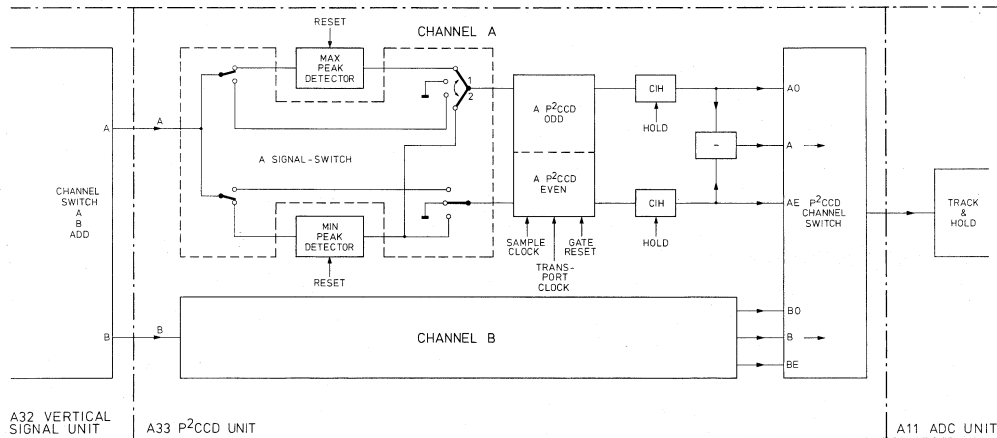 RESET
CHANNEL A
MAX
PEAK
DETECTOR
1
2
A P²CCD
ODD
CIH
HOLD
AO
A
A
A SIGNAL-SWITCH
-
A
CHANNEL
SWITCH
A
B
ADD
A P²CCD
EVEN
CIH
HOLD
AE
P²CCD
CHANNEL
SWITCH
TRACK
&
HOLD
MIN
PEAK
DETECTOR
RESET
SAMPLE
CLOCK
GATE
RESET
TRANS-
PORT
CLOCK
B
B
CHANNEL B
BO
B
BE
A32 VERTICAL
SIGNAL UNIT
A33 P²CCD UNIT
A11 ADC UNIT